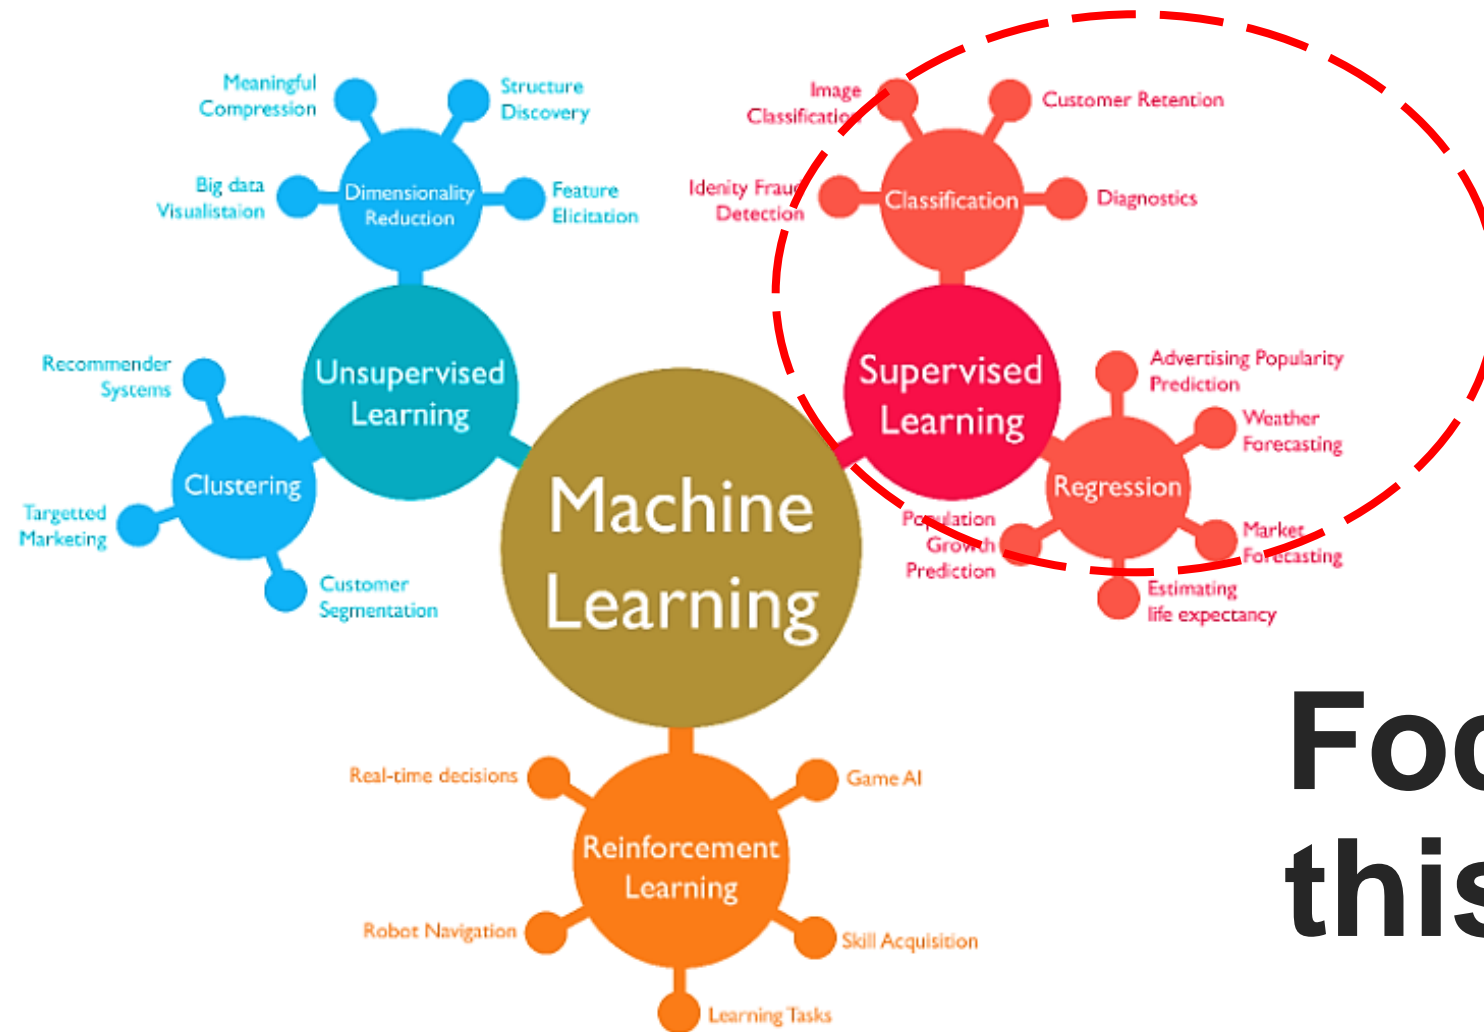 Meaningful
Compression
Structure
Discovery
Big data
Visualistaion
Dimensionality
Reduction
Feature
Elicitation
Image
Classification
Customer Retention
Idenity Fraud
Detection
Classification
Diagnostics
Recommender
Systems
Unsupervised
Learning
Clustering
Targetted
Marketing
Customer
Segmentation
Supervised
Learning
Advertising Popularity
Prediction
Weather
Forecasting
Regression
Population
Growth
Prediction
Market
Forecasting
Estimating
life expectancy
Machine
Learning
Real-time decisions
Game AI
Reinforcement
Learning
Robot Navigation
Skill Acquisition
Learning Tasks
this